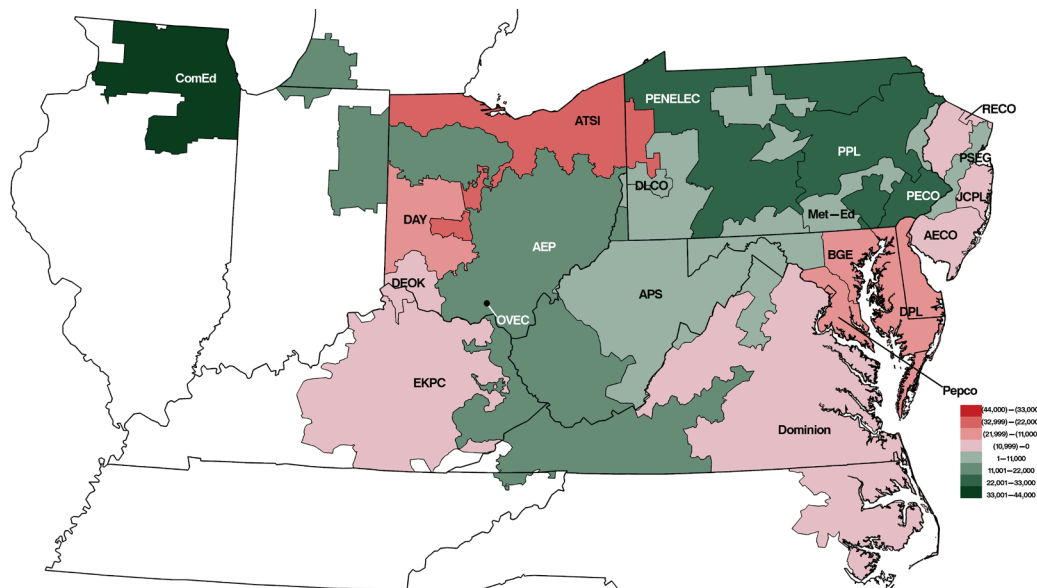 ComEd
RECO
PENELEC
ATSI
PPL
PSEG
DLCO
PECO
JCPL
Met–Ed
DAY
AECO
AEP
BGE
DEOK
APS
DPL
OVEC
EKPC
Pepco
Dominion
(44,000)–(33,000
(32,999)–(22,000
(21,999)–(11,000
(10,999)–0
1–11,000
11,001–22,000
22,001–33,000
33,001–44,000